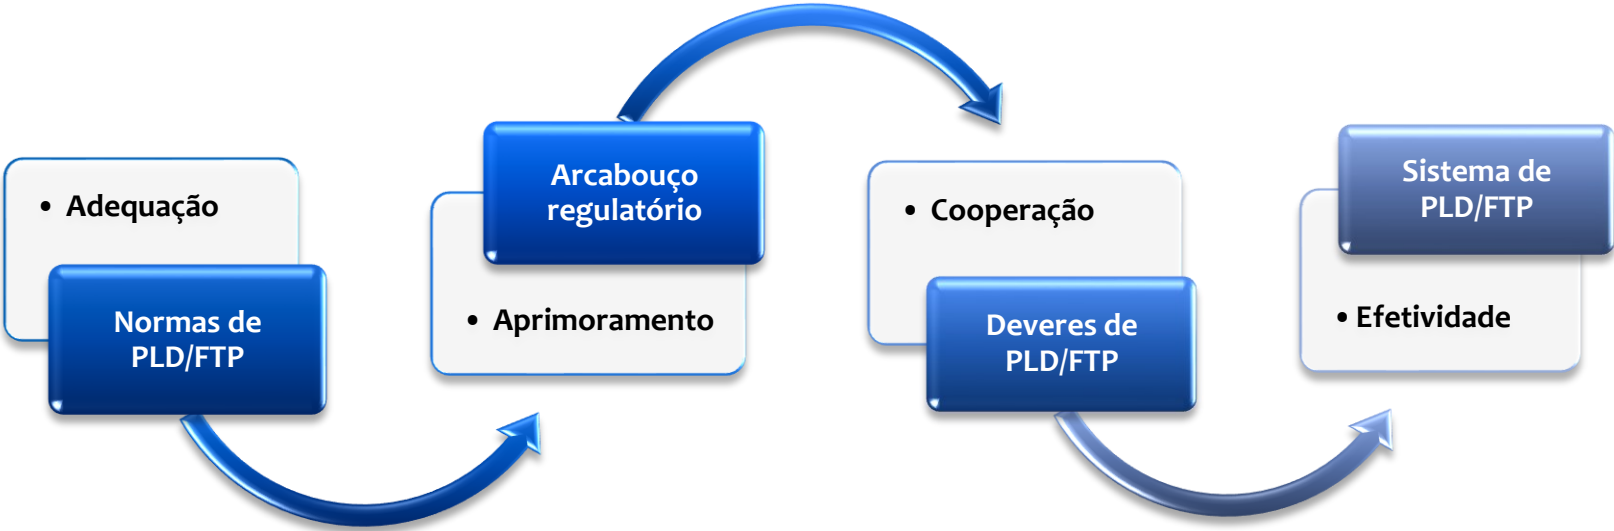 • Adequação
Normas de
PLD/FTP
Arcabouço
regulatório
• Aprimoramento
• Cooperação
Deveres de
PLD/FTP
Sistema de
PLD/FTP
• Efetividade